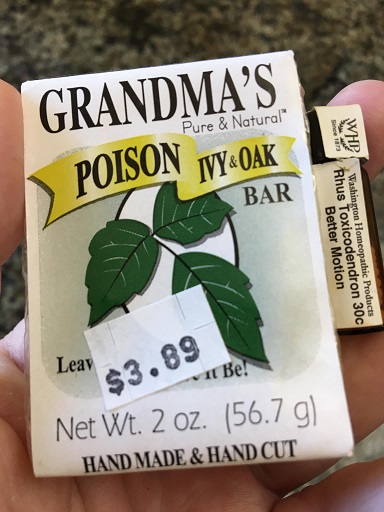 GRANDMA'S
Pure & Natural™
POISON IVY & OAK
BAR
$3.89
It Be!
Net Wt. 2 oz. (56.7 g)
HAND MADE & HAND CUT
WHP
Since 1873
Washington Homeopathic Products
Rhus Toxicodendron 30c
Better Motion